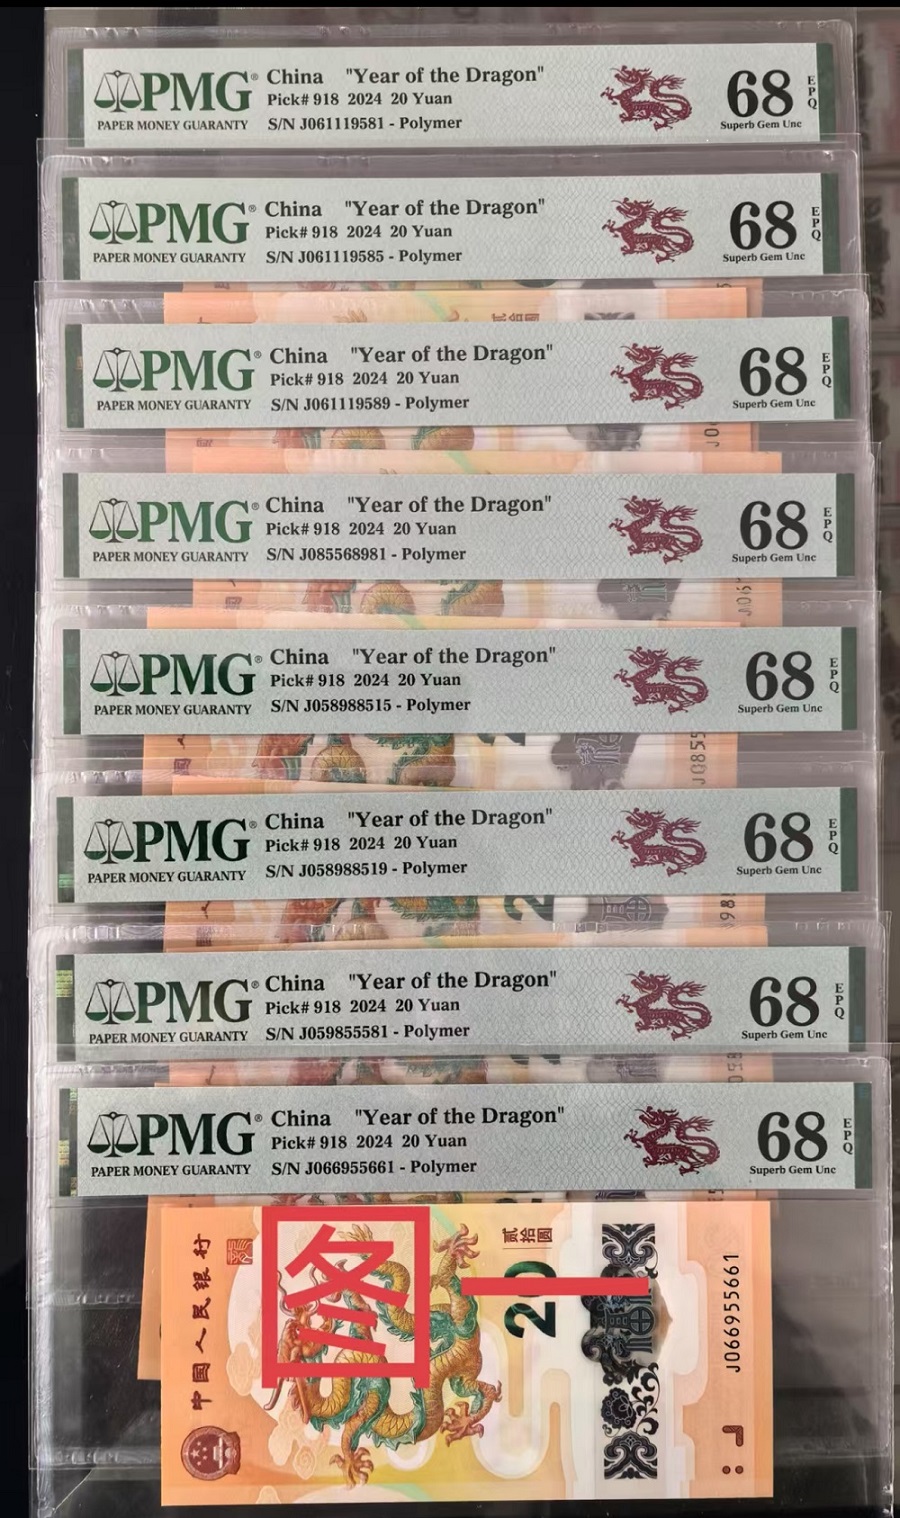 PMG® China "Year of the Dragon" 68 EPQ
Pick# 918 2024 20 Yuan
PAPER MONEY GUARANTY S/N J061119581 - Polymer Superb Gem Unc
PMG® China "Year of the Dragon" 68 EPQ
Pick# 918 2024 20 Yuan
PAPER MONEY GUARANTY S/N J061119585 - Polymer Superb Gem Unc
贰拾圆
PMG® China "Year of the Dragon" 68 EPQ
Pick# 918 2024 20 Yuan
PAPER MONEY GUARANTY S/N J061119589 - Polymer Superb Gem Unc
PMG® China "Year of the Dragon" 68 EPQ
Pick# 918 2024 20 Yuan
PAPER MONEY GUARANTY S/N J085568981 - Polymer Superb Gem Unc
J06
PMG® China "Year of the Dragon" 68 EPQ
Pick# 918 2024 20 Yuan
PAPER MONEY GUARANTY S/N J058988515 - Polymer Superb Gem Unc
J0855
PMG® China "Year of the Dragon" 68 EPQ
Pick# 918 2024 20 Yuan
PAPER MONEY GUARANTY S/N J058988519 - Polymer Superb Gem Unc
PMG® China "Year of the Dragon" 68 EPQ
Pick# 918 2024 20 Yuan
PAPER MONEY GUARANTY S/N J059855581 - Polymer Superb Gem Unc
PMG® China "Year of the Dragon" 68 EPQ
Pick# 918 2024 20 Yuan
PAPER MONEY GUARANTY S/N J066955661 - Polymer Superb Gem Unc
中国人民银行
图一
贰拾圆
20
J066955661